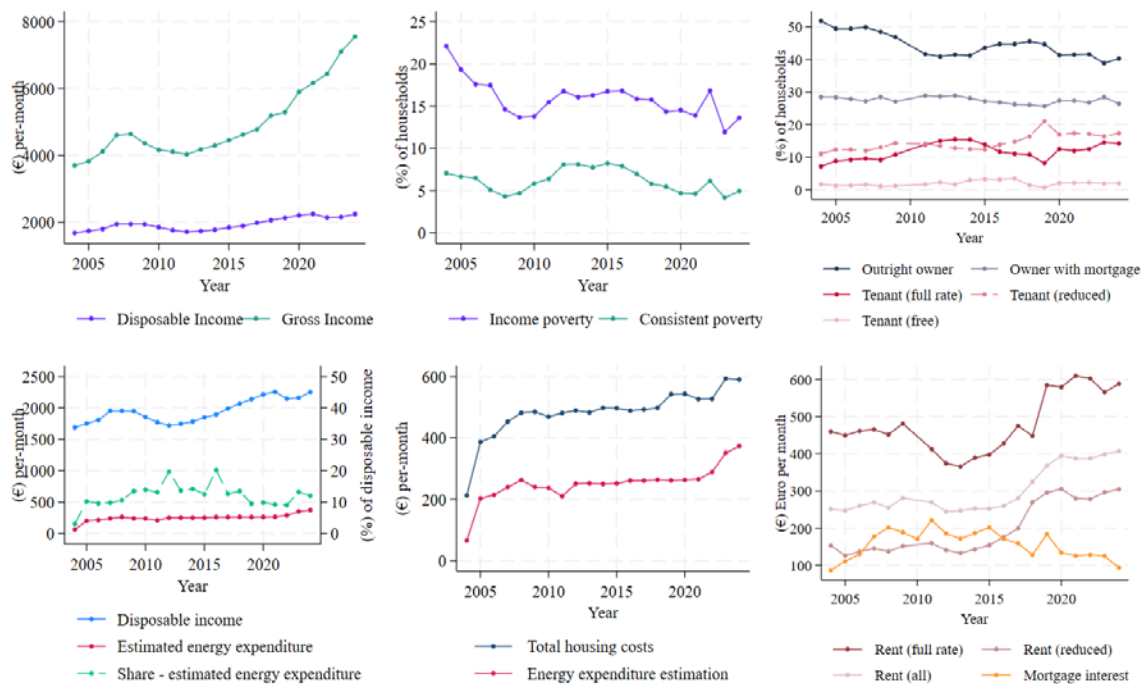 8000
6000
4000
2000
(€) per-month
2005 2010 2015 2020
Year
Disposable Income Gross Income
25
20
15
10
5
0
(%) of households
2005 2010 2015 2020
Year
Income poverty Consistent poverty
50
40
30
20
10
0
(%) of households
2005 2010 2015 2020
Year
Outright owner Owner with mortgage
Tenant (full rate) Tenant (reduced)
Tenant (free)
2500 50
2000 40
1500 30
1000 20
500 10
0 0
(€) per-month
(%) of disposable income
2005 2010 2015 2020
Year
Disposable income
Estimated energy expenditure
Share - estimated energy expenditure
600
400
200
0
(€) per-month
2005 2010 2015 2020
Year
Total housing costs
Energy expenditure estimation
600
500
400
300
200
100
(€) Euro per month
2005 2010 2015 2020
Year
Rent (full rate) Rent (reduced)
Rent (all) Mortgage interest